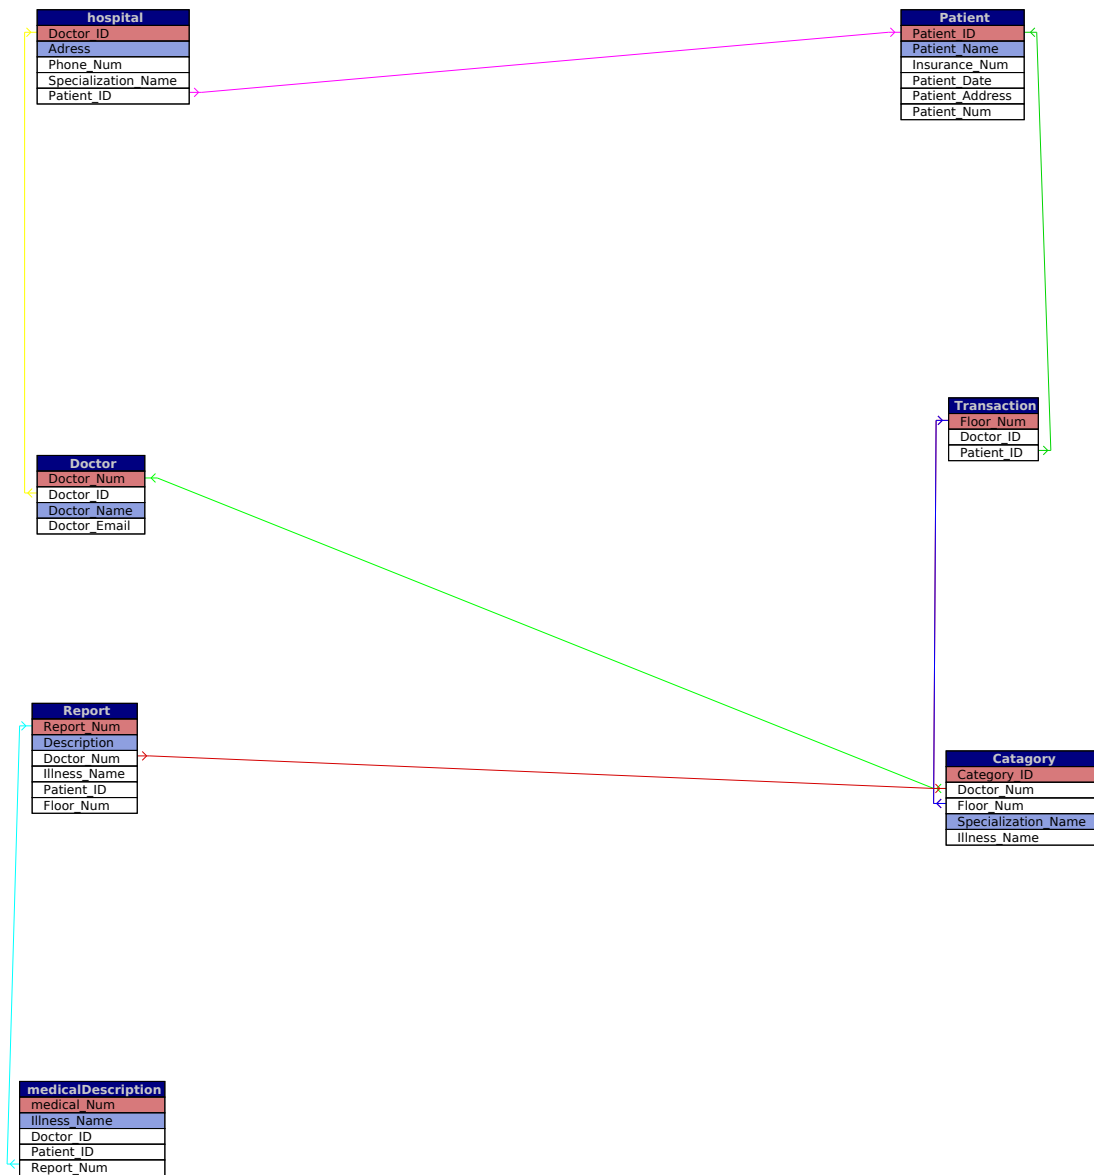 hospital
Doctor_ID
Adress
Phone_Num
Specialization_Name
Patient_ID
Patient
Patient_ID
Patient_Name
Insurance_Num
Patient_Date
Patient_Address
Patient_Num
Transaction
Floor_Num
Doctor_ID
Patient_ID
Doctor
Doctor_Num
Doctor_ID
Doctor_Name
Doctor_Email
Report
Report_Num
Description
Doctor_Num
Illness_Name
Patient_ID
Floor_Num
Catagory
Category_ID
Doctor_Num
Floor_Num
Specialization_Name
Illness_Name
medicalDescription
medical_Num
Illness_Name
Doctor_ID
Patient_ID
Report_Num